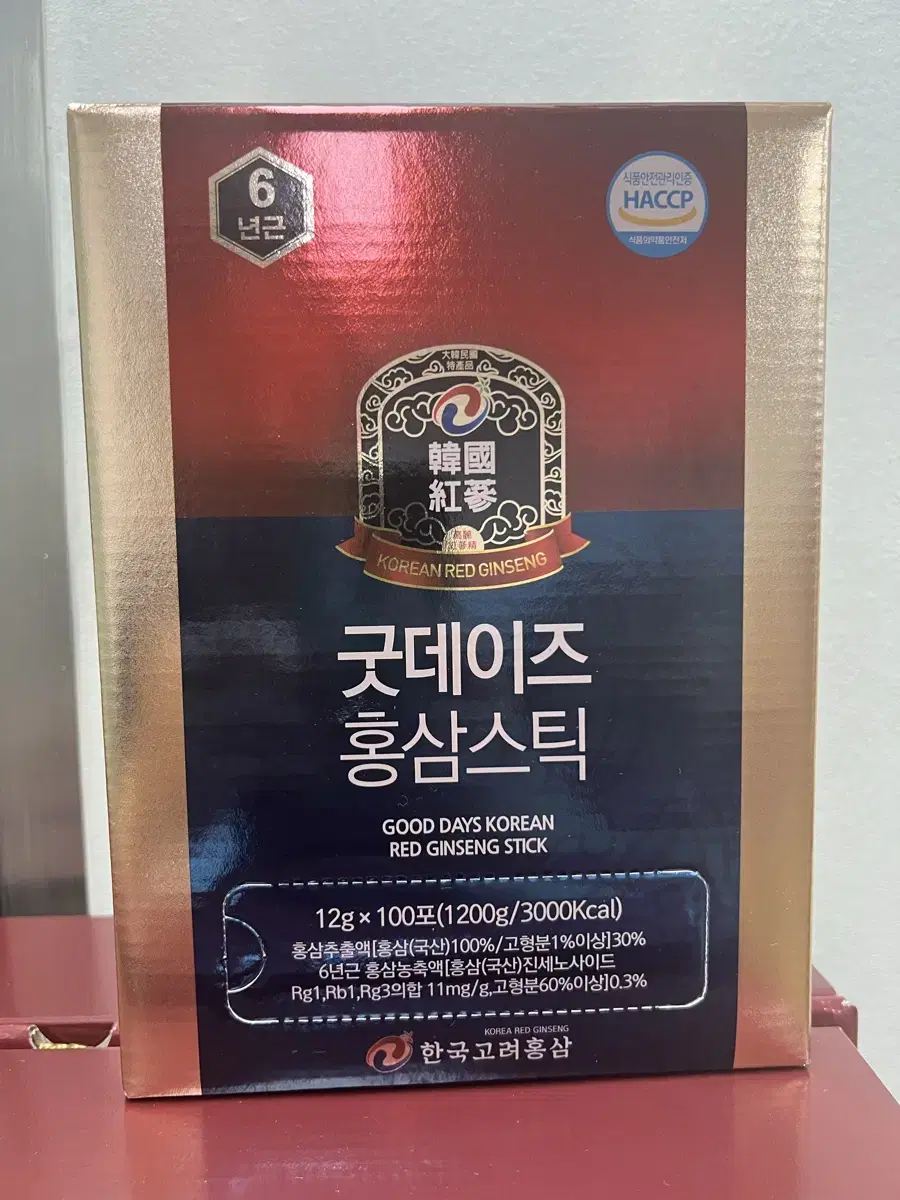 6
년근
식품안전관리인증
HACCP
식품의약품안전처
大韓民國
特產品
韓國
紅蔘
高麗
紅蔘精
KOREAN RED GINSENG
굿데이즈
홍삼스틱
GOOD DAYS KOREAN
RED GINSENG STICK
12g × 100포(1200g/3000Kcal)
홍삼추출액[홍삼(국산)100%/고형분1%이상]30%
6년근 홍삼농축액[홍삼(국산)진세노사이드
Rg1,Rb1,Rg3의합 11mg/g,고형분60%이상]0.3%
KOREA RED GINSENG
한국고려홍삼